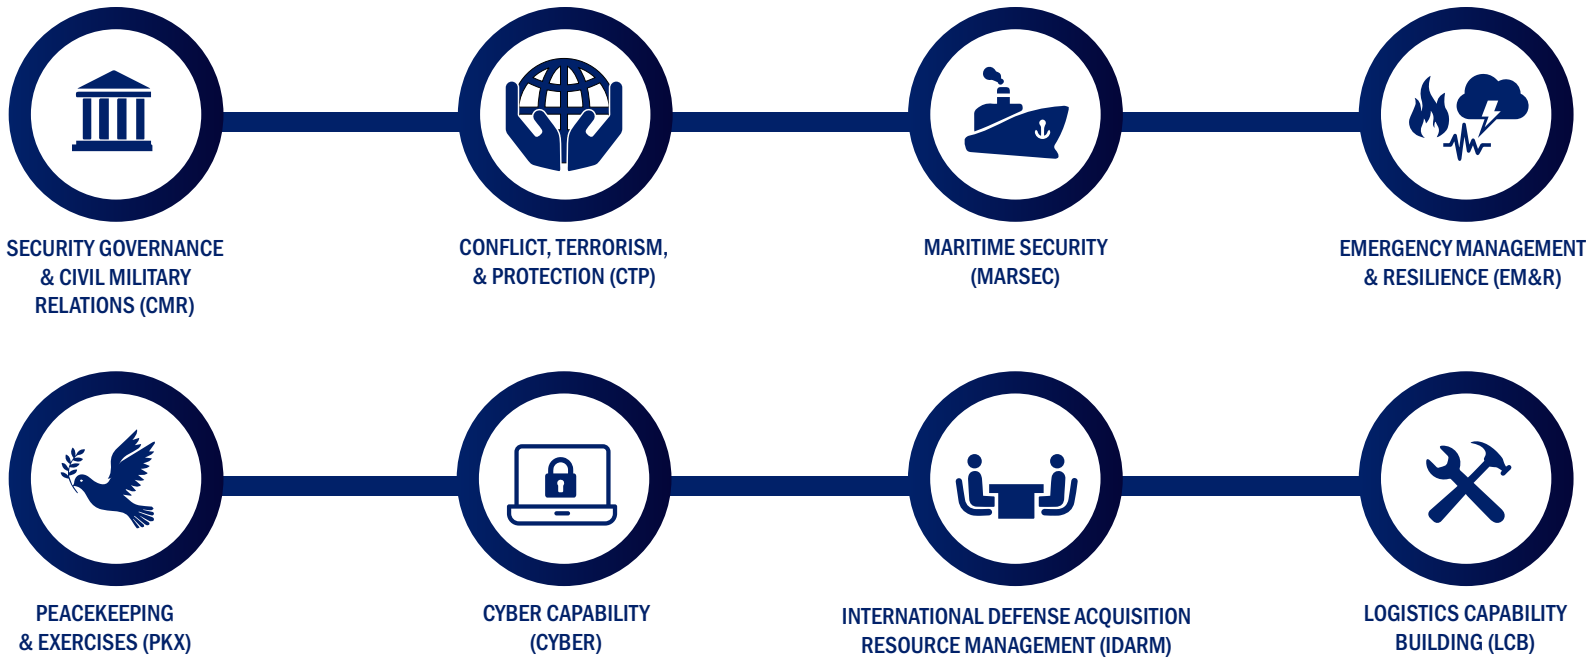 SECURITY GOVERNANCE
& CIVIL MILITARY
RELATIONS (CMR)
CONFLICT, TERRORISM,
& PROTECTION (CTP)
MARITIME SECURITY
(MARSEC)
EMERGENCY MANAGEMENT
& RESILIENCE (EM&R)
PEACEKEEPING
& EXERCISES (PKX)
CYBER CAPABILITY
(CYBER)
INTERNATIONAL DEFENSE ACQUISITION
RESOURCE MANAGEMENT (IDARM)
LOGISTICS CAPABILITY
BUILDING (LCB)